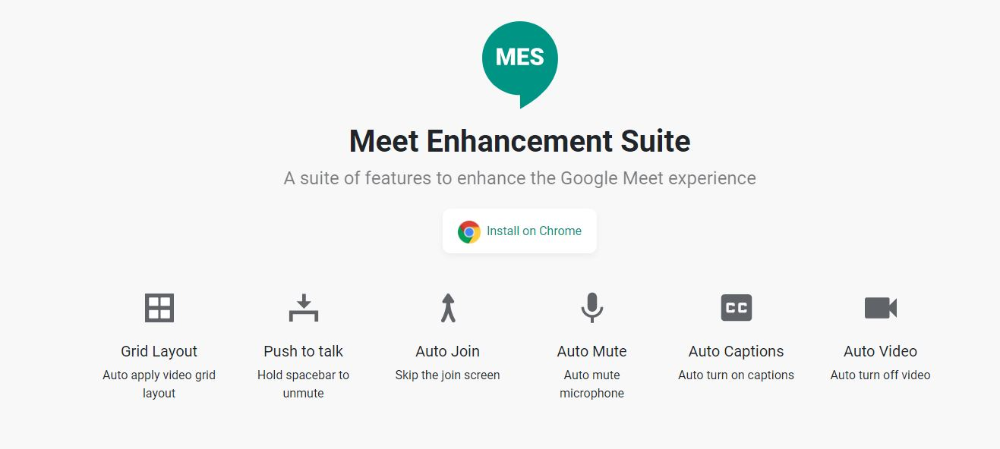 MES
Meet Enhancement Suite
A suite of features to enhance the Google Meet experience
Install on Chrome
CC
Grid Layout
Auto apply video grid
layout
Push to talk
Hold spacebar to
unmute
Auto Join
Skip the join screen
Auto Mute
Auto mute
microphone
Auto Captions
Auto turn on captions
Auto Video
Auto turn off video